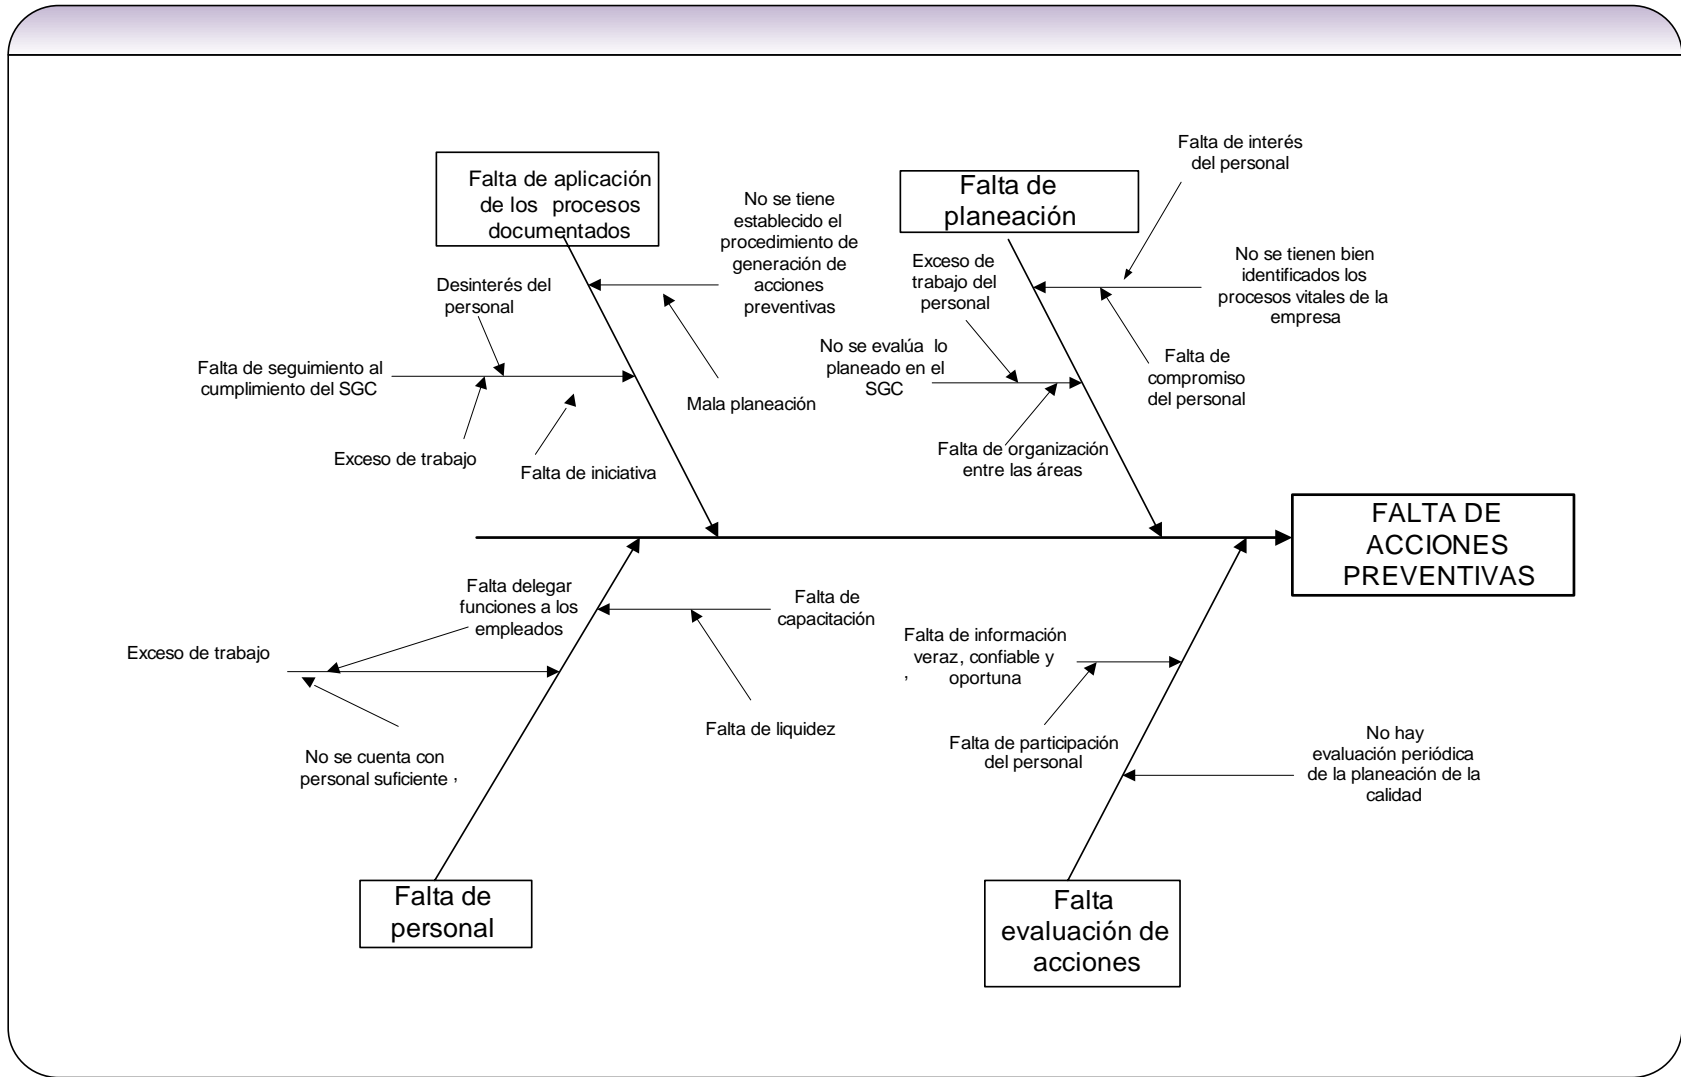 Falta de aplicación
de los procesos
documentados
No se tiene
establecido el
procedimiento de
generación de
acciones
preventivas
Desinterés del
personal
Falta de seguimiento al
cumplimiento del SGC
Exceso de trabajo
Falta de iniciativa
Mala planeación
Falta de
planeación
Falta de interés
del personal
Exceso de
trabajo del
personal
No se tienen bien
identificados los
procesos vitales de la
empresa
No se evalúa lo
planeado en el
SGC
Falta de
compromiso
del personal
Falta de organización
entre las áreas
FALTA DE
ACCIONES
PREVENTIVAS
Falta delegar
funciones a los
empleados
Falta de
capacitación
Exceso de trabajo
Falta de liquidez
No se cuenta con
personal suficiente ,
Falta de
personal
Falta de información
veraz, confiable y
, oportuna
Falta de participación
del personal
No hay
evaluación periódica
de la planeación de la
calidad
Falta
evaluación de
acciones